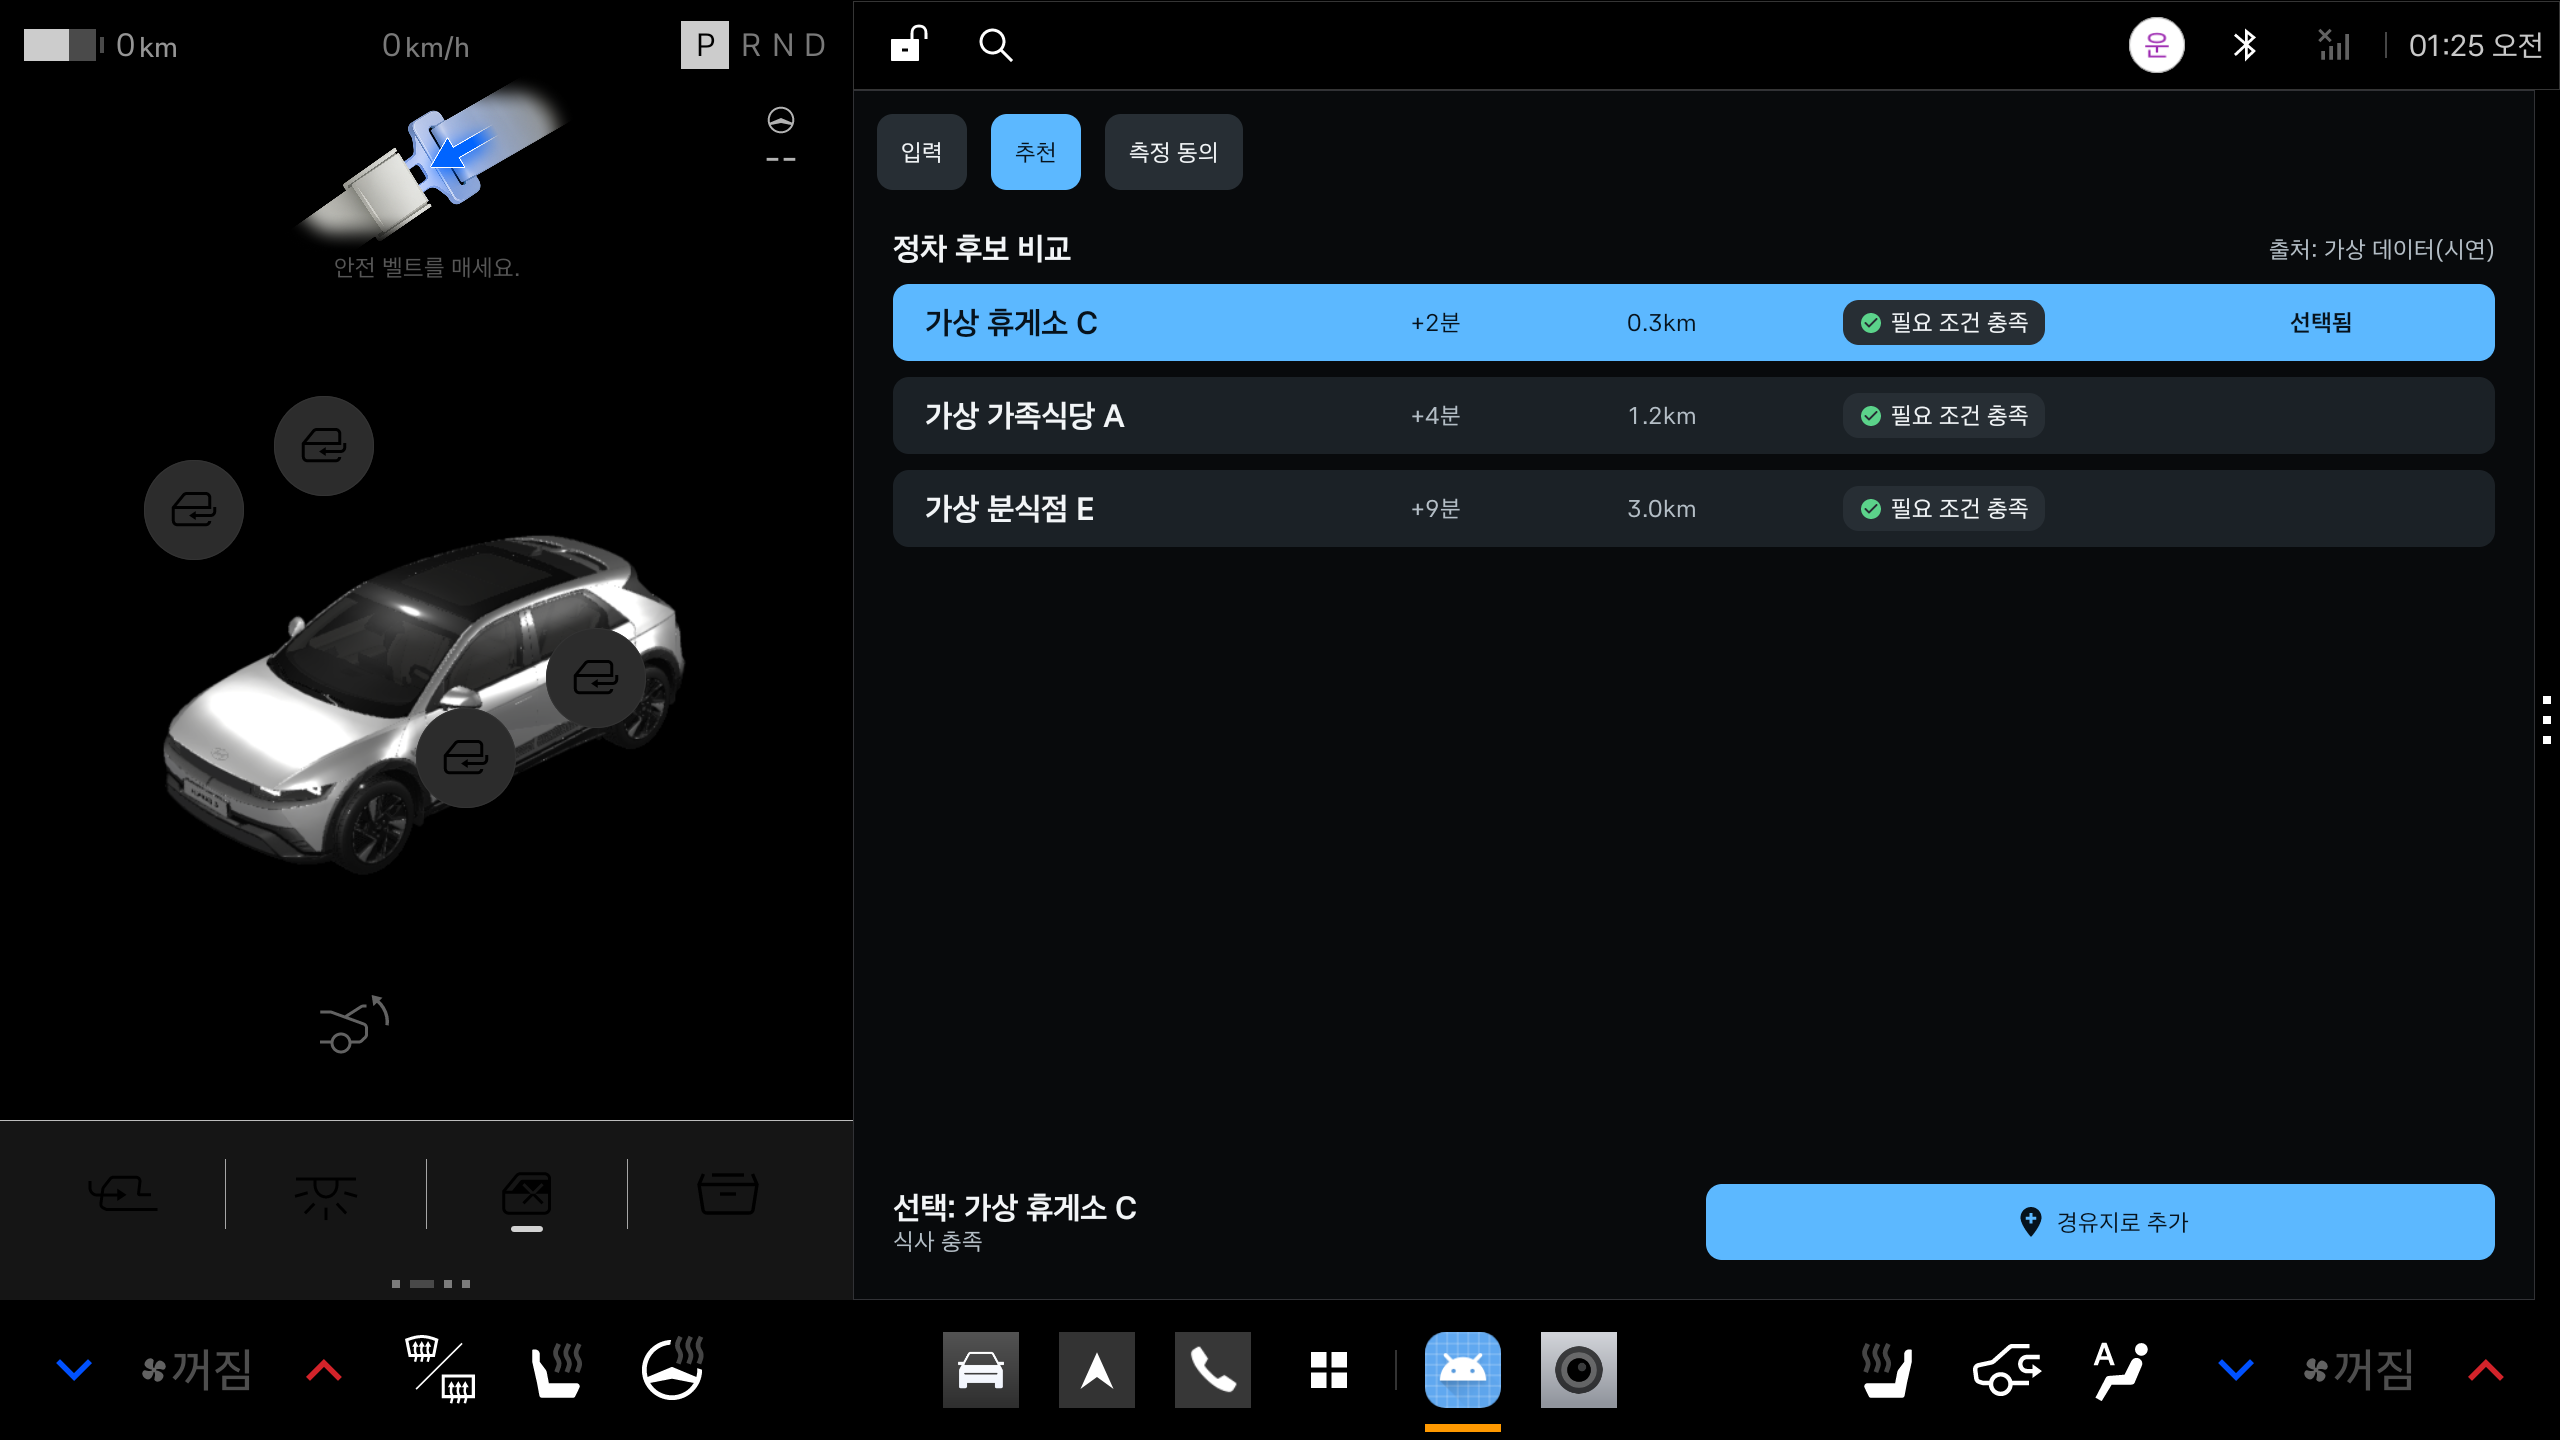 0 km
0 km/h
P R N D
운
01:25 오전
--
안전 벨트를 매세요.
입력
추천
측정 동의
정차 후보 비교
출처: 가상 데이터(시연)
가상 휴게소 C +2분 0.3km 필요 조건 충족 선택됨
가상 가족식당 A +4분 1.2km 필요 조건 충족
가상 분식점 E +9분 3.0km 필요 조건 충족
선택: 가상 휴게소 C
식사 충족
경유지로 추가
꺼짐
A
꺼짐